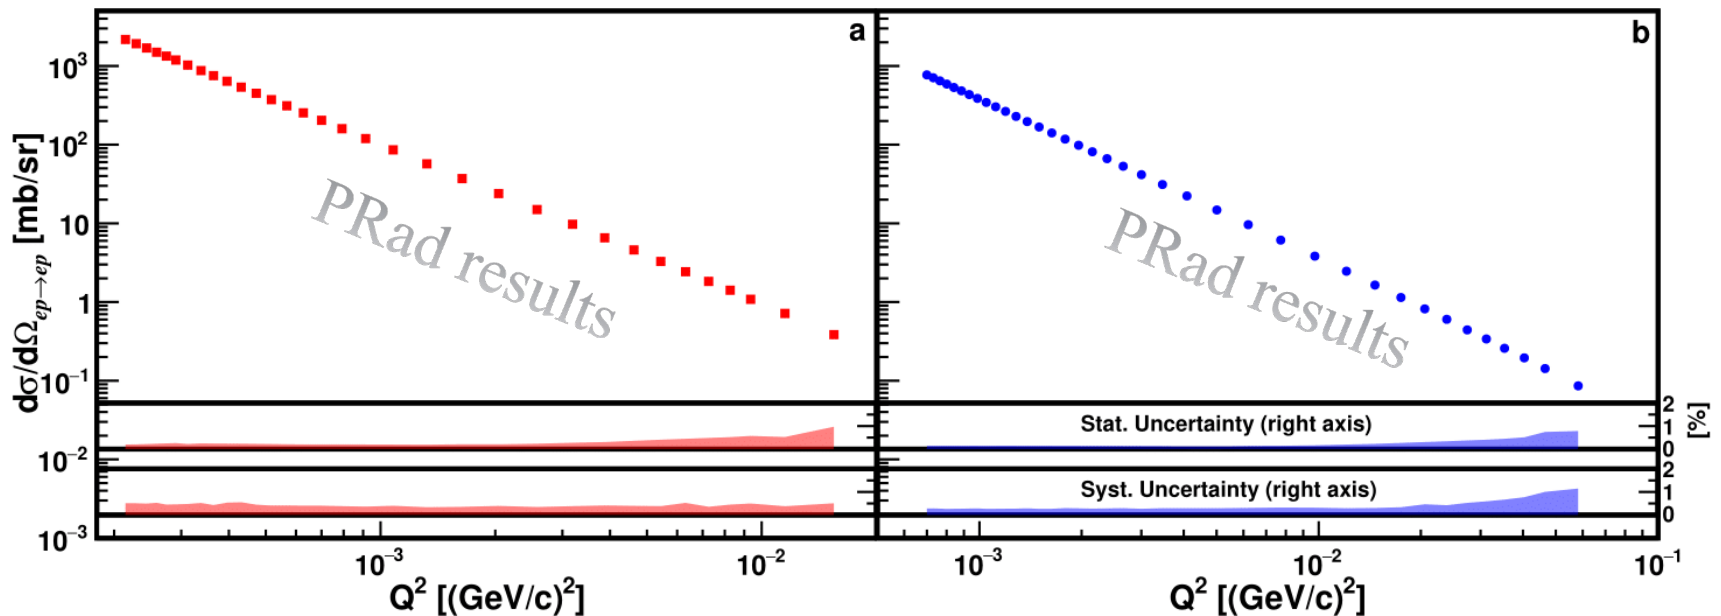 a
b
dσ/dΩ_{ep→ep} [mb/sr]
10³
10²
10
1
10⁻¹
10⁻²
10⁻³
PRad results
PRad results
Stat. Uncertainty (right axis)
Syst. Uncertainty (right axis)
2
1
0
2
1
0
[%]
10⁻³
10⁻²
10⁻³
10⁻²
10⁻¹
Q² [(GeV/c)²]
Q² [(GeV/c)²]